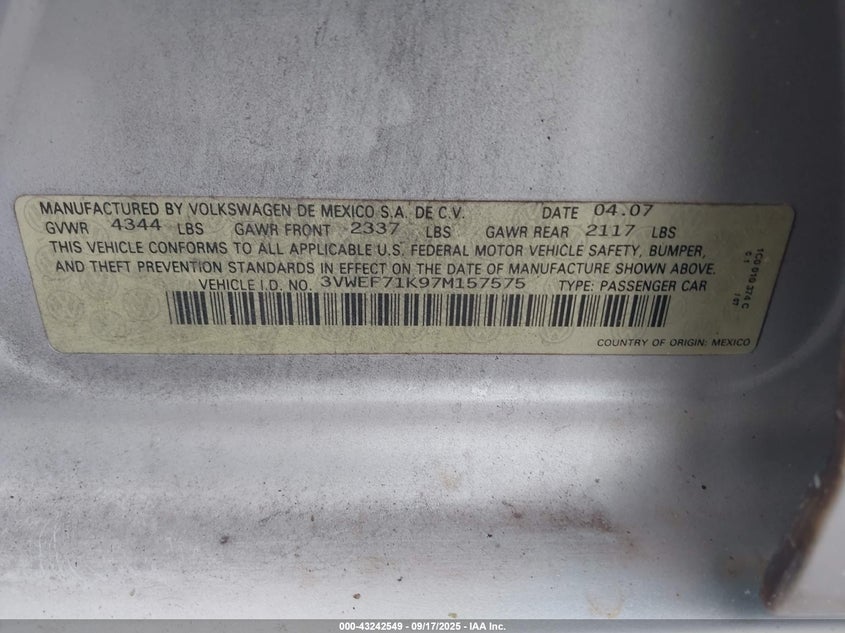 MANUFACTURED BY VOLKSWAGEN DE MEXICO S.A. DE C.V. DATE 04.07
GVWR 4344 LBS GAWR FRONT 2337 LBS GAWR REAR 2117 LBS
THIS VEHICLE CONFORMS TO ALL APPLICABLE U.S. FEDERAL MOTOR VEHICLE SAFETY, BUMPER,
AND THEFT PREVENTION STANDARDS IN EFFECT ON THE DATE OF MANUFACTURE SHOWN ABOVE.
VEHICLE I.D. NO. 3VWEF71K97M157575 TYPE: PASSENGER CAR
COUNTRY OF ORIGIN: MEXICO
1C0 010 374 C
000-43242549 - 09/17/2025 - IAA Inc.